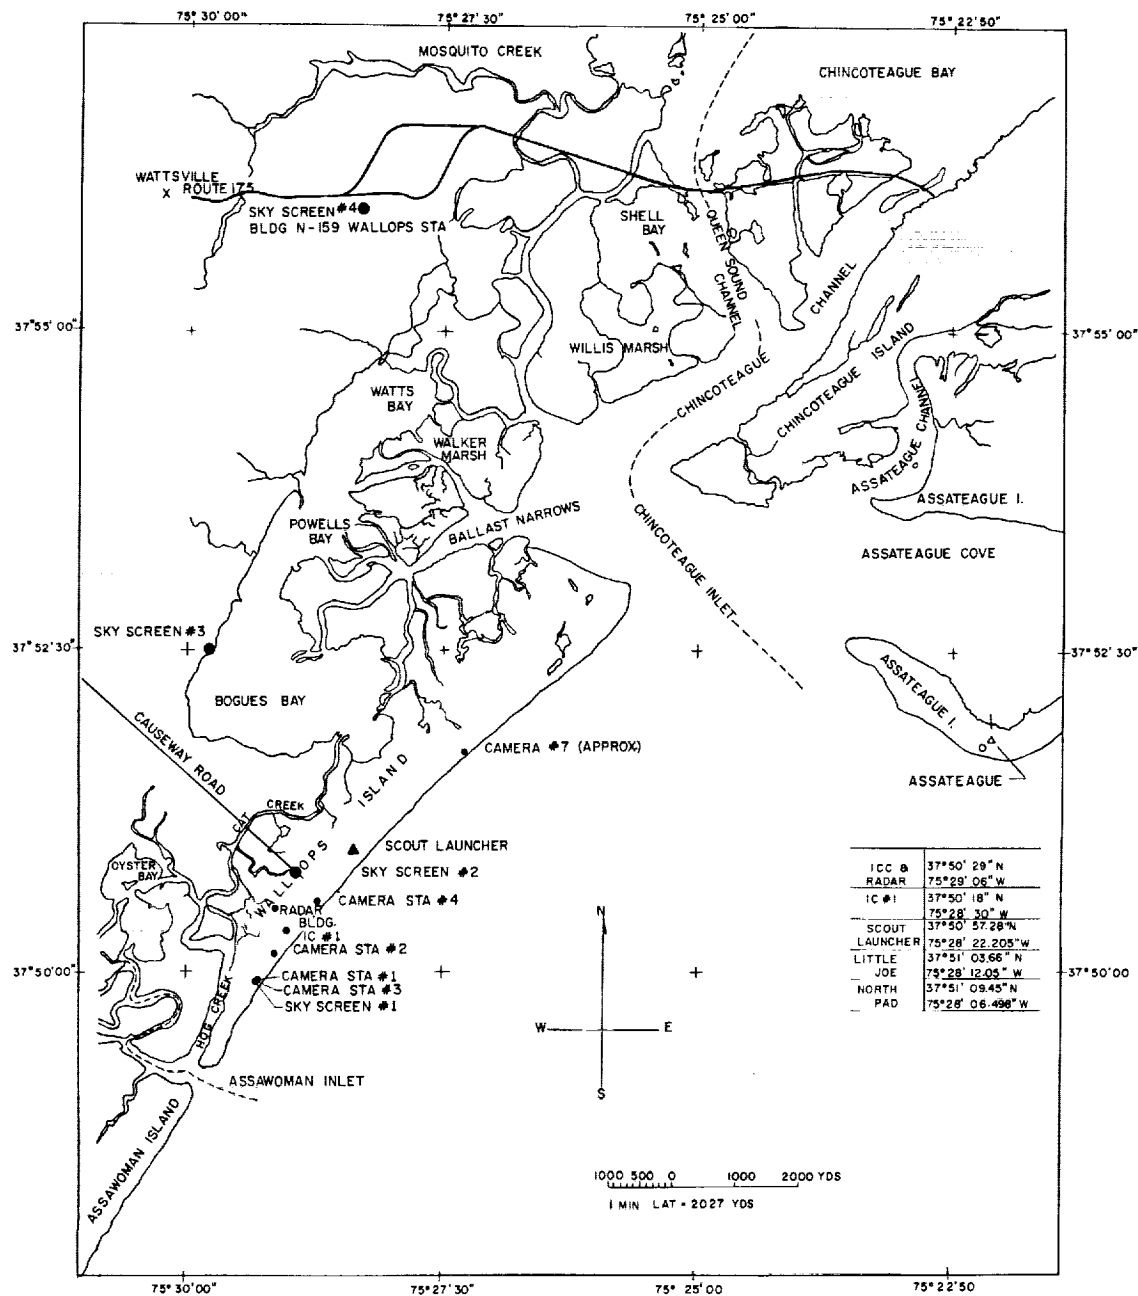 75° 30' 00"
75° 27' 30"
75° 25' 00"
75° 22' 50"
MOSQUITO CREEK
CHINCOTEAGUE BAY
WATTSVILLE
X ROUTE 175
SKY SCREEN #4
BLDG N-159 WALLOPS STA
SHELL
BAY
QUEEN SOUND
CHANNEL
CHANNEL
37° 55' 00"
37° 55' 00"
WILLIS MARSH
CHINCOTEAGUE
CHINCOTEAGUE ISLAND
WATTS
BAY
WALKER
MARSH
ASSATEAGUE CHANNEL
ASSATEAGUE I.
POWELLS
BAY
BALLAST NARROWS
CHINCOTEAGUE INLET
ASSATEAGUE COVE
SKY SCREEN #3
37° 52' 30"
37° 52' 30"
BOGUES BAY
ASSATEAGUE I.
CAUSEWAY ROAD
CAMERA #7 (APPROX)
ASSATEAGUE
WALLOPS ISLAND
CAT CREEK
SCOUT LAUNCHER
OYSTER
BAY
SKY SCREEN #2
CAMERA STA #4
RADAR
BLDG.
IC #1
CAMERA STA #2
37° 50' 00"
37° 50' 00"
CAMERA STA #1
CAMERA STA #3
SKY SCREEN #1
HOG CREEK
ICC & 37° 50' 29" N
RADAR 75° 29' 06" W
IC #1 37° 50' 18" N
75° 28' 30" W
SCOUT 37° 50' 57.28" N
LAUNCHER 75° 28' 22.205" W
LITTLE 37° 51' 03.66" N
JOE 75° 28' 12.05" W
NORTH 37° 51' 09.45" N
PAD 75° 28' 06.498" W
N
W E
S
ASSAWOMAN INLET
ASSAWOMAN ISLAND
1000 500 0 1000 2000 YDS
1 MIN LAT = 2027 YDS
75° 30' 00"
75° 27' 30"
75° 25' 00
75° 22' 50"